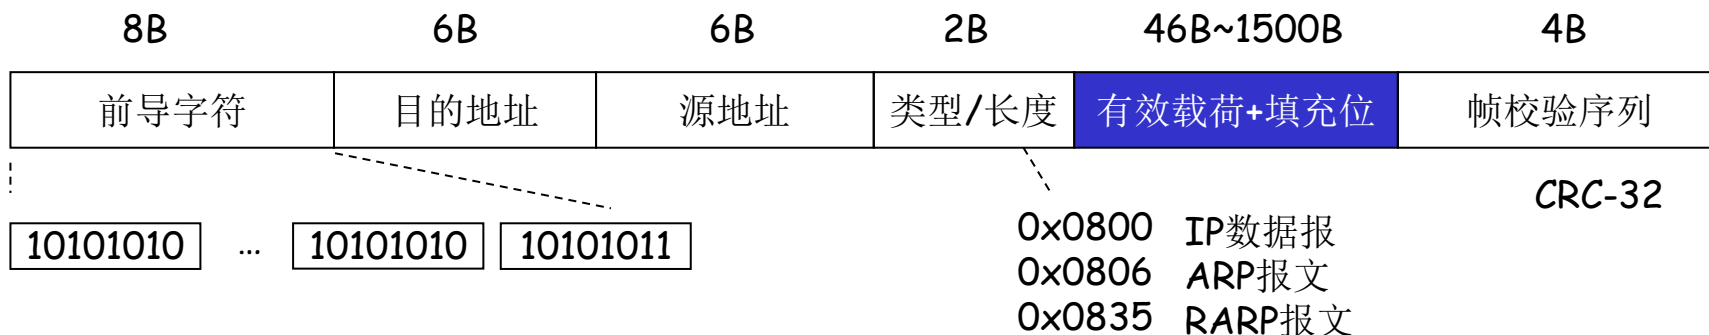 8B 6B 6B 2B 46B~1500B 4B
前导字符 目的地址 源地址 类型/长度 有效载荷+填充位 帧校验序列
CRC-32
10101010 … 10101010 10101011
0x0800 IP数据报
0x0806 ARP报文
0x0835 RARP报文